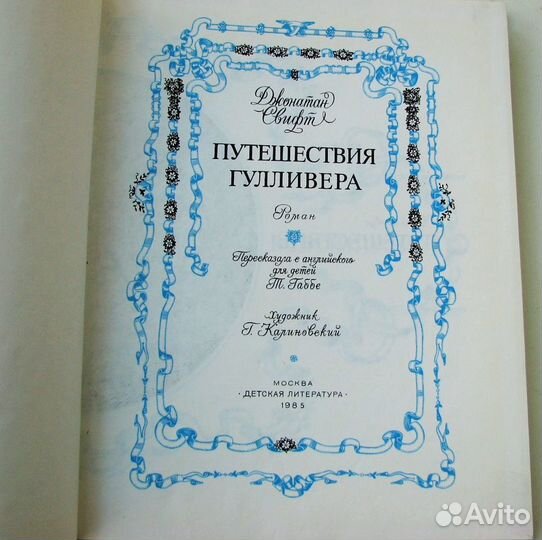 Джонатан
Свифт
ПУТЕШЕСТВИЯ
ГУЛЛИВЕРА
Роман
Пересказала с английского
для детей
Т. Габбе
Художник
Г. Калиновский
МОСКВА
·ДЕТСКАЯ ЛИТЕРАТУРА·
1985
Avito